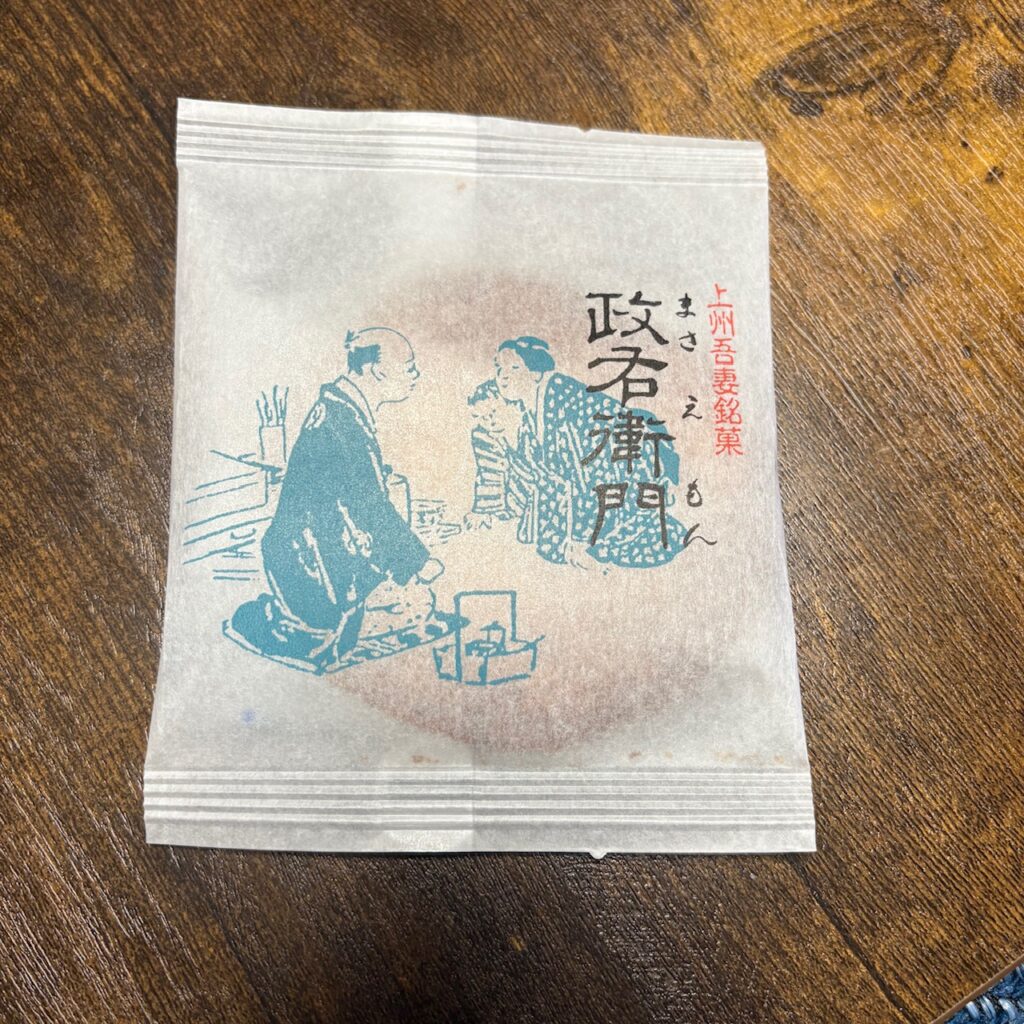 上州吾妻銘菓
まさえもん
政右衛門